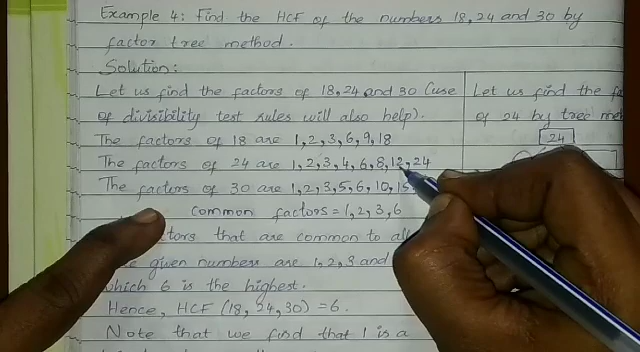 Example 4: Find the HCF of the numbers 18, 24 and 30 by
factor tree method.
Solution:
Let us find the factors of 18, 24 and 30 (use
of divisibility test rules will also help).
The factors of 18 are 1, 2, 3, 6, 9, 18
The factors of 24 are 1, 2, 3, 4, 6, 8, 12, 24
The factors of 30 are 1, 2, 3, 5, 6, 10, 15,
common factors = 1, 2, 3, 6
that are common to all
given numbers are 1, 2, 3 and
which 6 is the highest.
Hence, HCF (18, 24, 30) = 6.
Note that we find that 1 is a
Let us find the
of 24 by tree
24